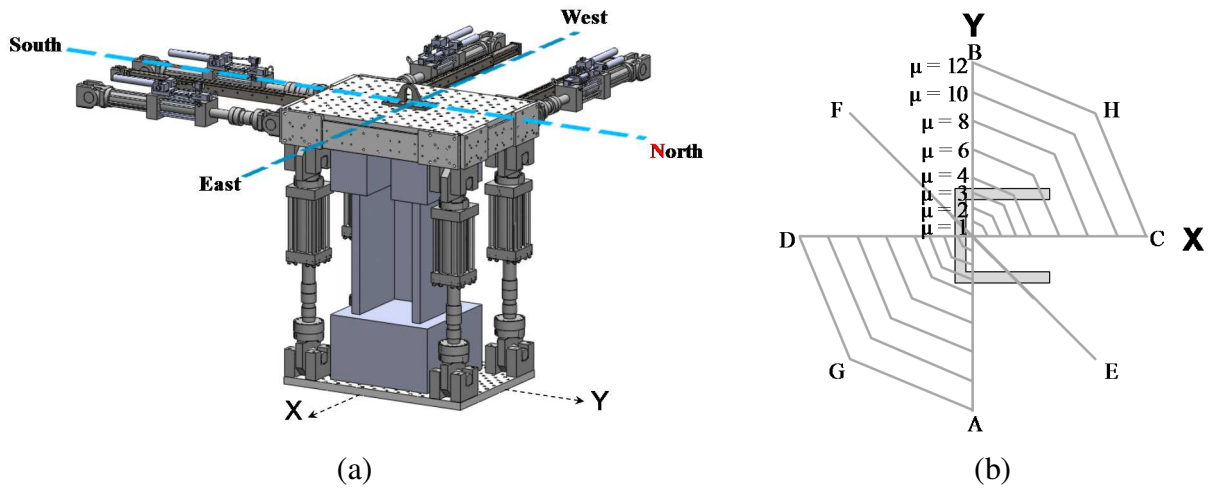 South
West
North
East
X
Y
(a)
Y
B
μ = 12
μ = 10
μ = 8
μ = 6
μ = 4
μ = 3
μ = 2
μ = 1
F
H
D
C
X
G
E
A
(b)